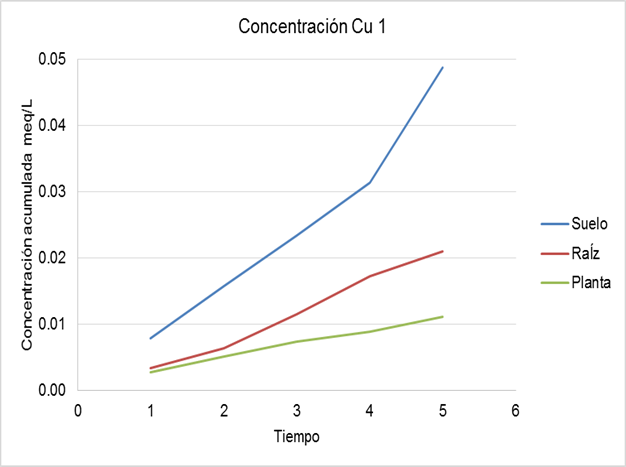 Concentración Cu 1
Concentración acumulada meq/L
0.05
0.04
0.03
0.02
0.01
0.00
0 1 2 3 4 5 6
Tiempo
Suelo
RaÍz
Planta